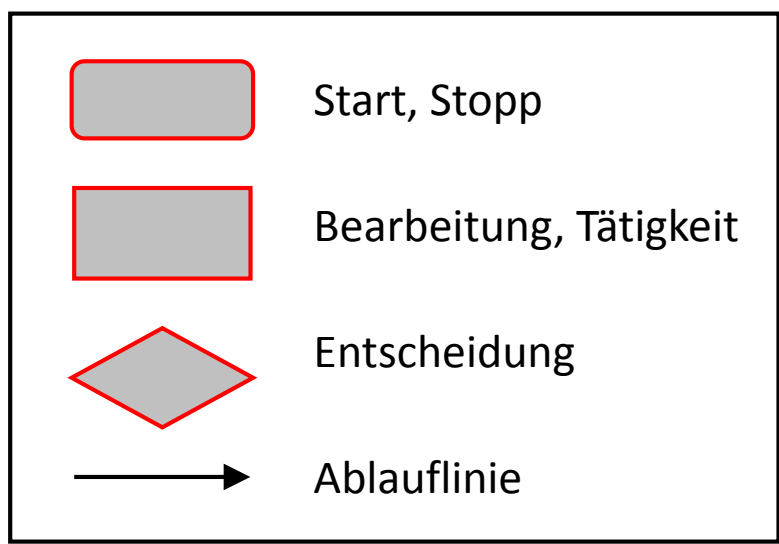 Start, Stopp
Bearbeitung, Tätigkeit
Entscheidung
Ablauflinie